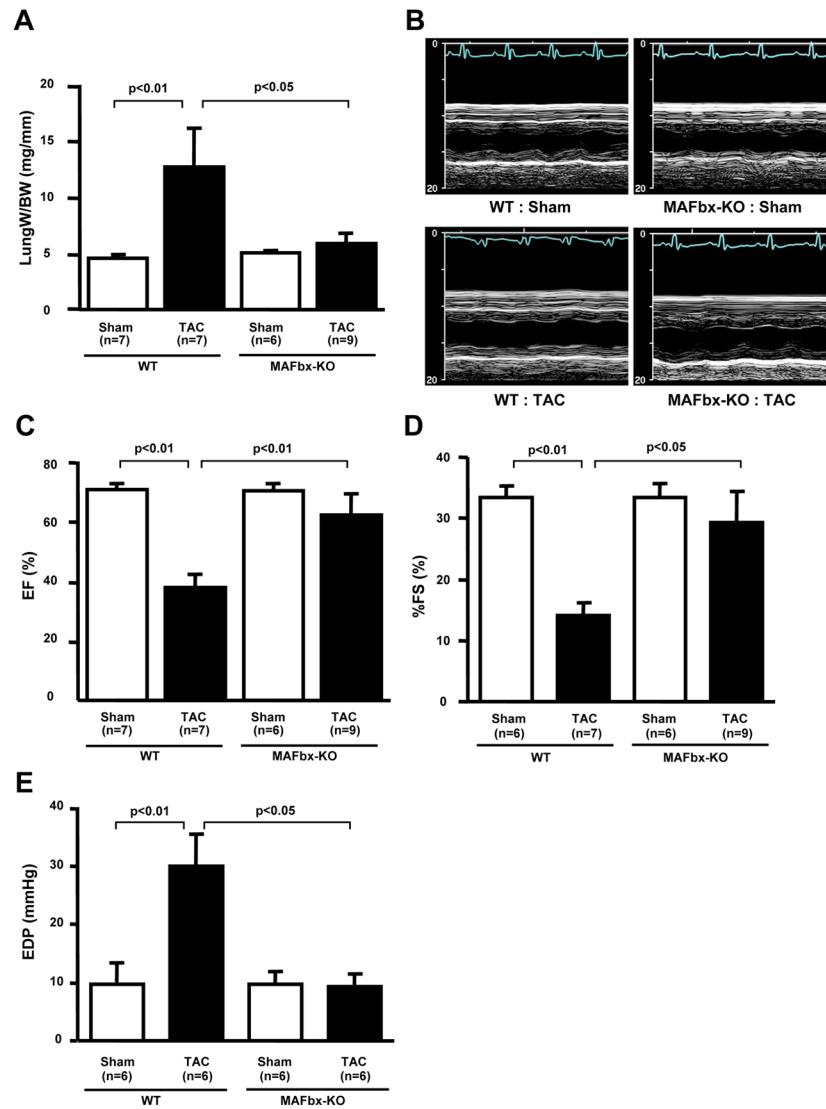 A
LungW/BW (mg/mm)
20
15
10
5
0
p<0.01
p<0.05
Sham
(n=7)
TAC
(n=7)
Sham
(n=6)
TAC
(n=9)
WT
MAFbx-KO
B
0
20
WT : Sham
0
20
MAFbx-KO : Sham
0
20
WT : TAC
0
20
MAFbx-KO : TAC
C
EF (%)
80
60
40
20
0
p<0.01
p<0.01
Sham
(n=7)
TAC
(n=7)
Sham
(n=6)
TAC
(n=9)
WT
MAFbx-KO
D
%FS (%)
40
30
20
10
0
p<0.01
p<0.05
Sham
(n=6)
TAC
(n=7)
Sham
(n=6)
TAC
(n=9)
WT
MAFbx-KO
E
EDP (mmHg)
40
30
20
10
0
p<0.01
p<0.05
Sham
(n=6)
TAC
(n=6)
Sham
(n=6)
TAC
(n=6)
WT
MAFbx-KO